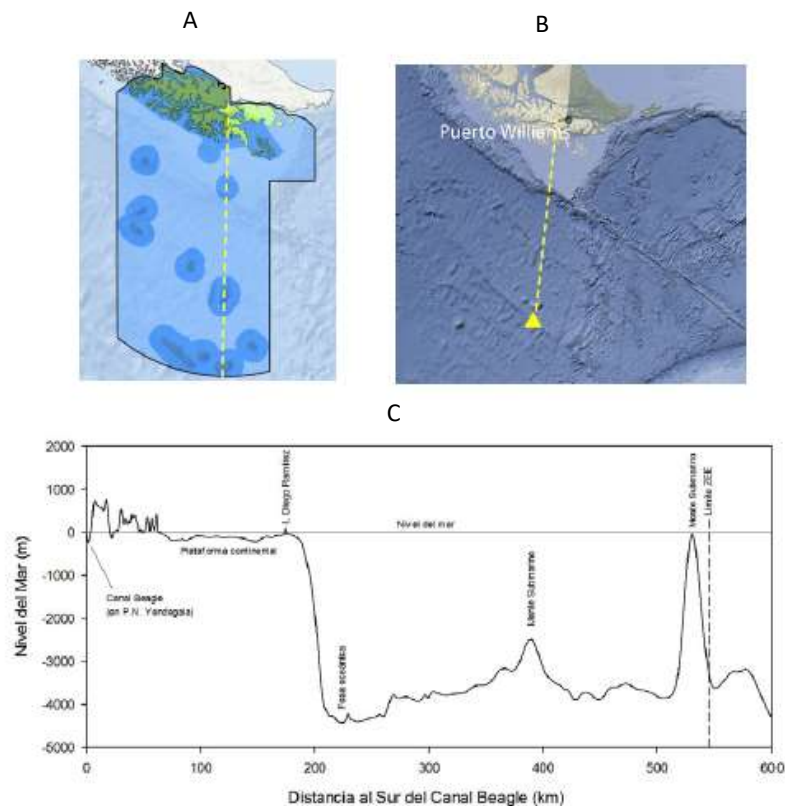 A
B
Puerto Williams
C
2000
1000
0
-1000
-2000
-3000
-4000
-5000
Nivel del Mar (m)
I. Diego Ramírez
Nivel del mar
Monte Submarino
Límite ZEE
Plataforma continental
Canal Beagle
(en P.N. Yendegaia)
Fosa oceánica
Monte Submarino
0
100
200
300
400
500
600
Distancia al Sur del Canal Beagle (km)